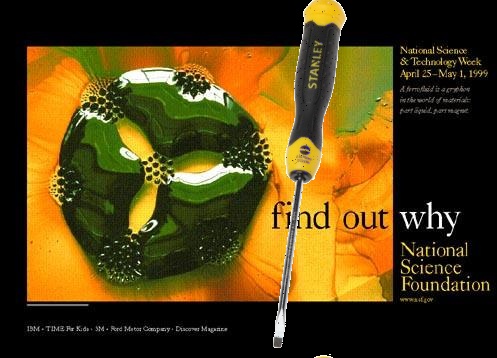 National Science
& Technology Week
April 25-May 1, 1999
A ferrofluid is a gryphon
in the world of materials:
part liquid, part magnet.
STANLEY
find out why
National
Science
Foundation
www.nsf.gov
IBM • TIME For Kids • 3M • Ford Motor Company • Discover Magazine